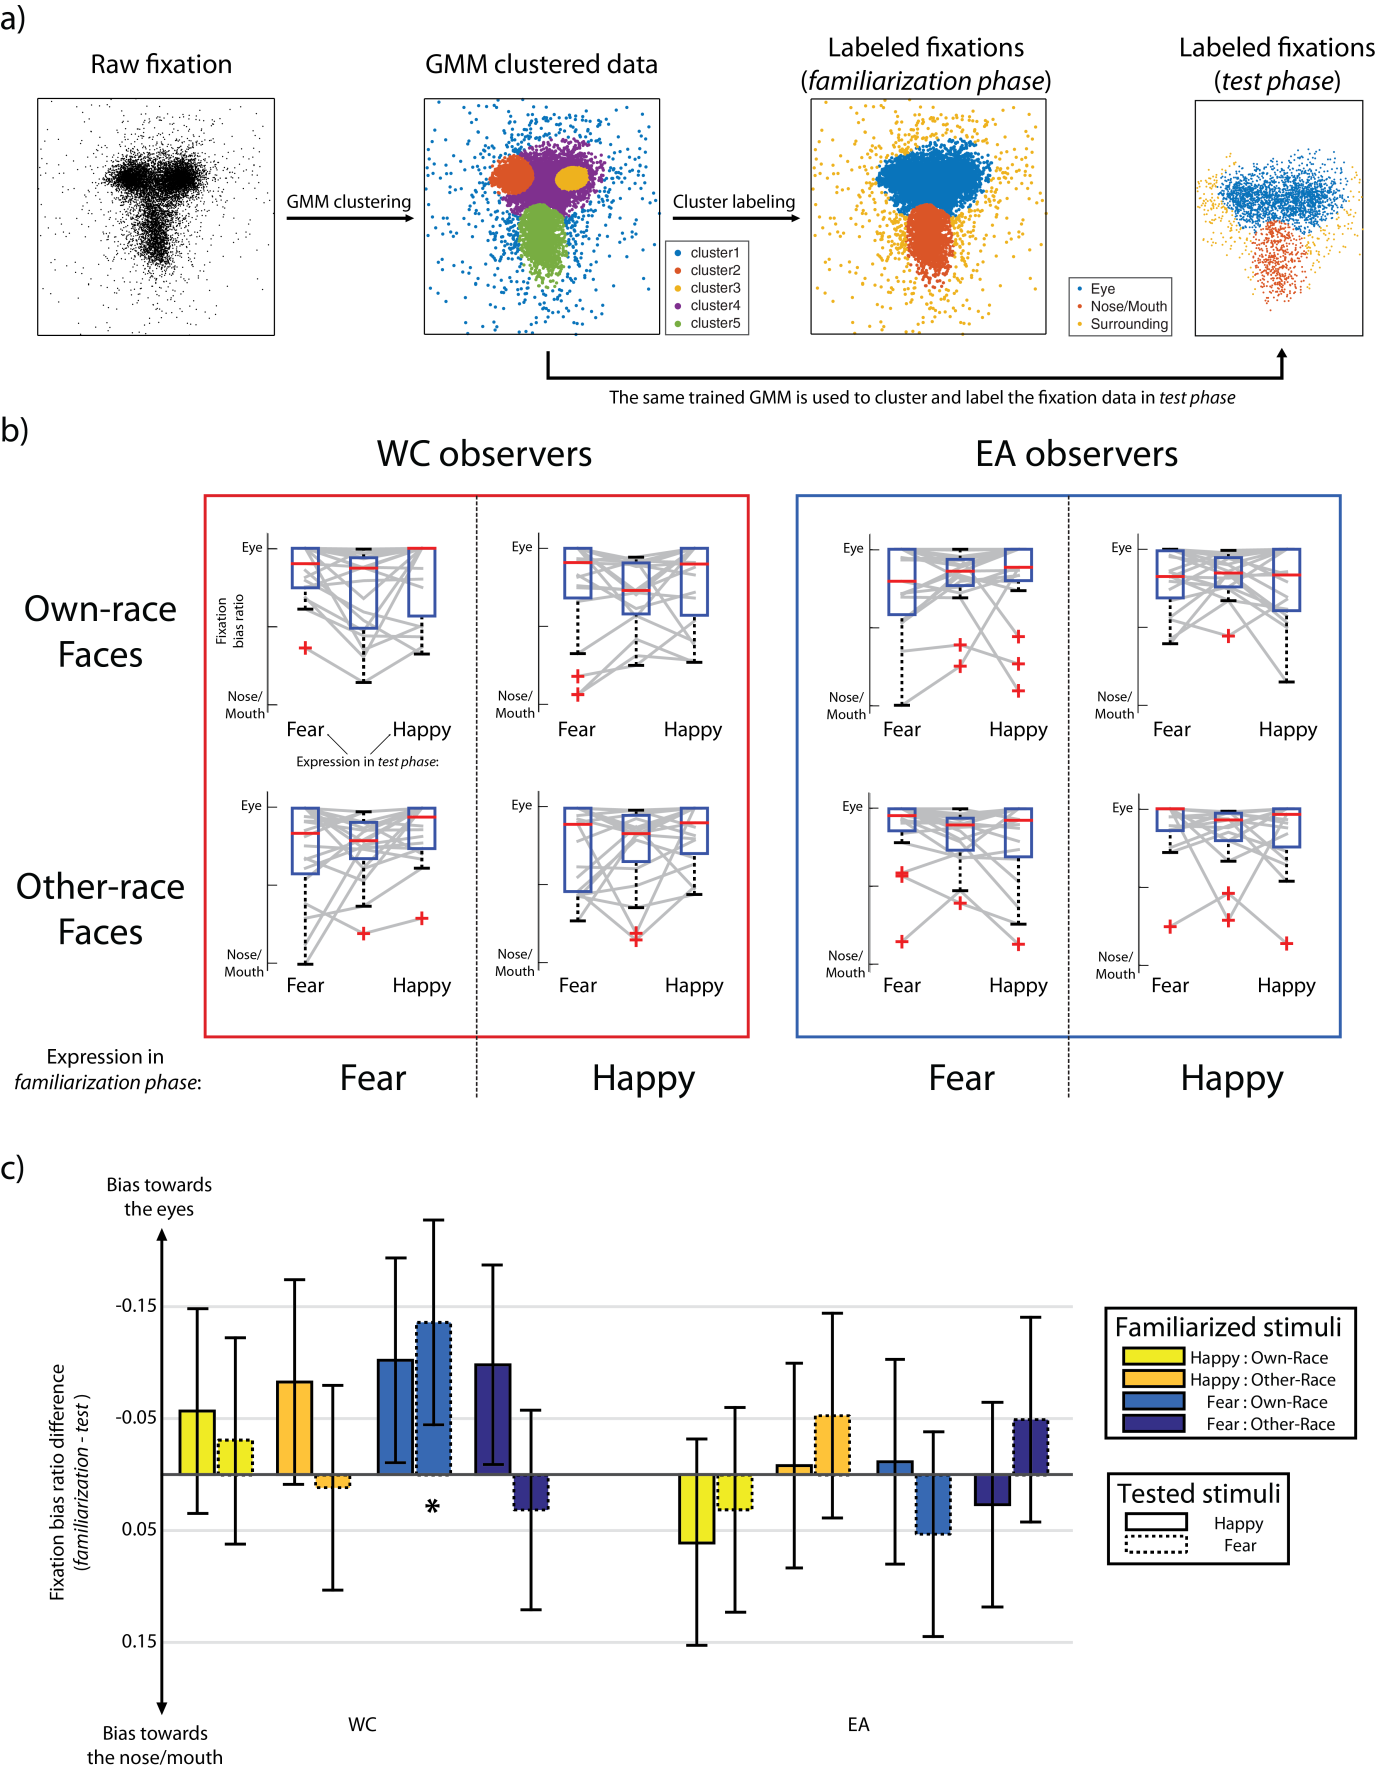 a)
Raw fixation
GMM clustered data
Labeled fixations
(familiarization phase)
Labeled fixations
(test phase)
GMM clustering
Cluster labeling
cluster1
cluster2
cluster3
cluster4
cluster5
Eye
Nose/Mouth
Surrounding
The same trained GMM is used to cluster and label the fixation data in test phase
b)
WC observers
EA observers
Own-race
Faces
Fixation
bias ratio
Eye
Nose/
Mouth
Fear
Happy
Expression in test phase:
Eye
Nose/
Mouth
Fear
Happy
Eye
Nose/
Mouth
Fear
Happy
Eye
Nose/
Mouth
Fear
Happy
Other-race
Faces
Eye
Nose/
Mouth
Fear
Happy
Eye
Nose/
Mouth
Fear
Happy
Eye
Nose/
Mouth
Fear
Happy
Eye
Nose/
Mouth
Fear
Happy
Expression in
familiarization phase:
Fear
Happy
Fear
Happy
c)
Bias towards
the eyes
Fixation bias ratio difference
(familiarization - test )
-0.15
-0.05
0.05
0.15
*
WC
EA
Bias towards
the nose/mouth
Familiarized stimuli
Happy : Own-Race
Happy : Other-Race
Fear : Own-Race
Fear : Other-Race
Tested stimuli
Happy
Fear